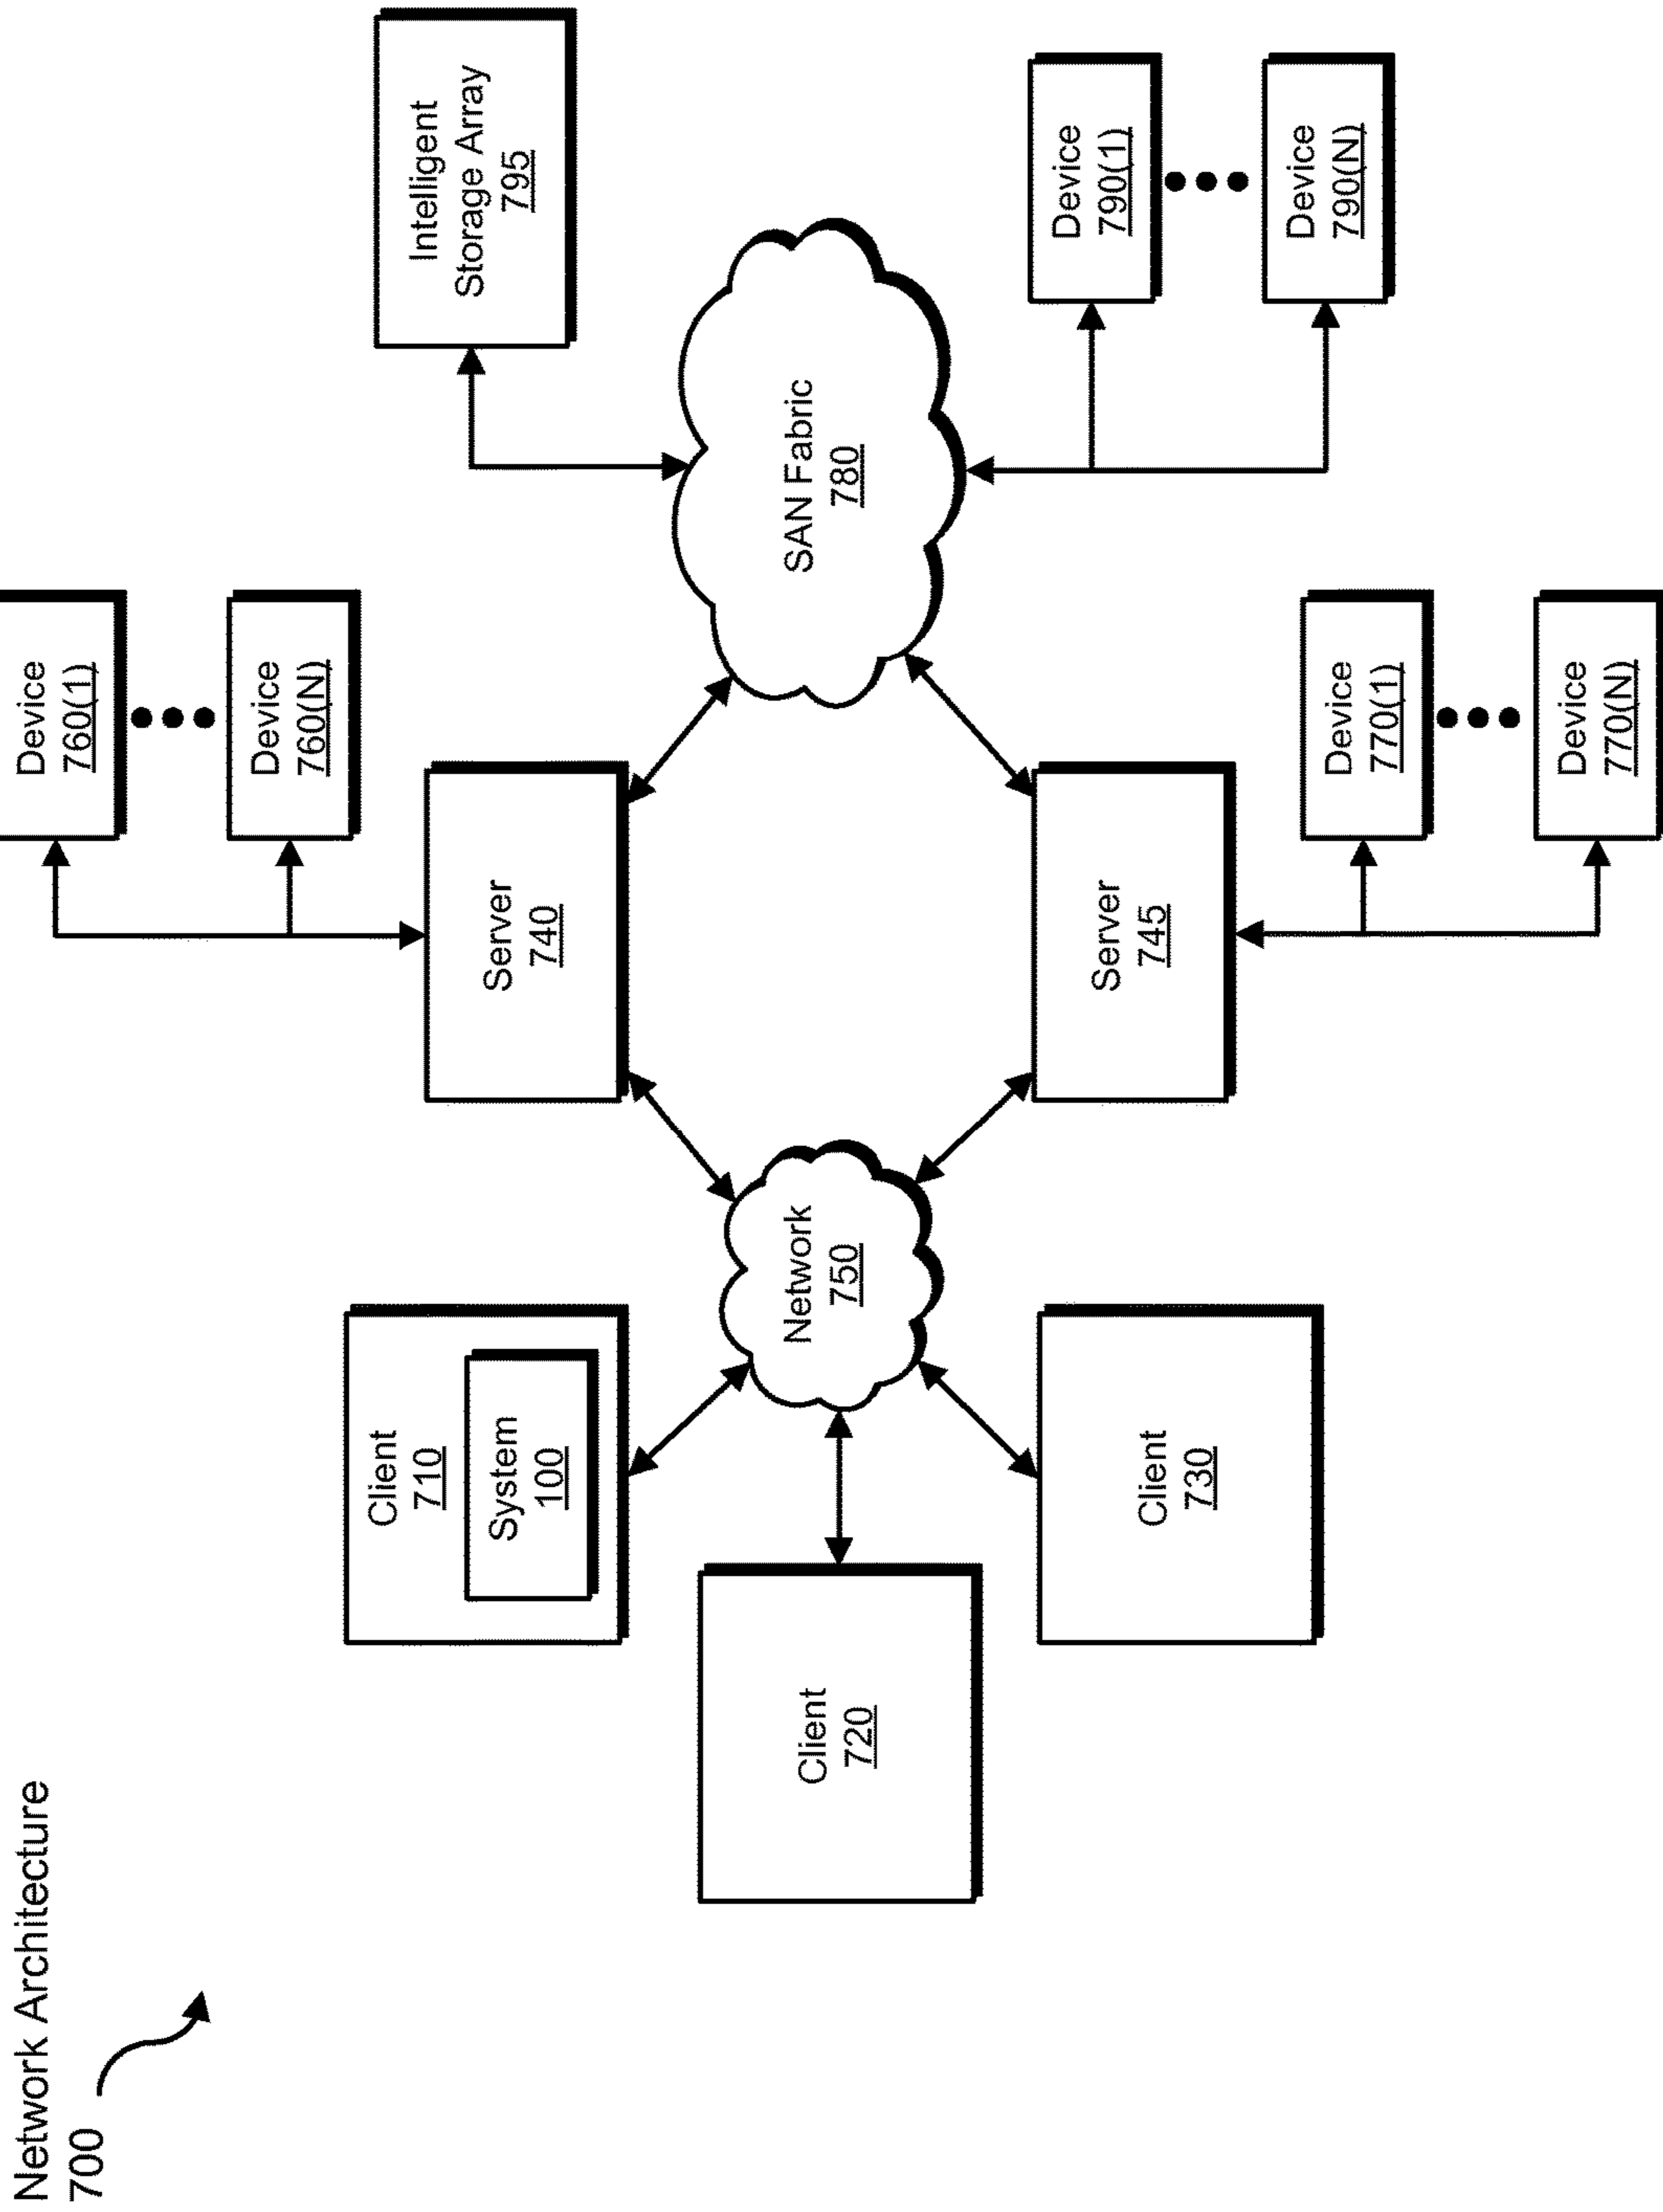 Network Architecture
700
Client
710
System
100
Client
720
Client
730
Network
750
Device
760(1)
Device
760(N)
Server
740
Server
745
Device
770(1)
Device
770(N)
SAN Fabric
780
Intelligent
Storage Array
795
Device
790(1)
Device
790(N)